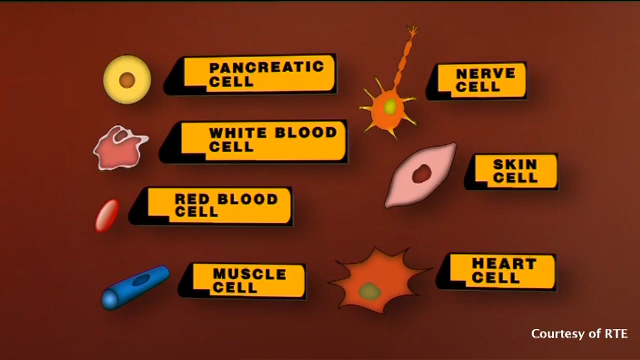 PANCREATIC
CELL
WHITE BLOOD
CELL
RED BLOOD
CELL
MUSCLE
CELL
NERVE
CELL
SKIN
CELL
HEART
CELL
Courtesy of RTE